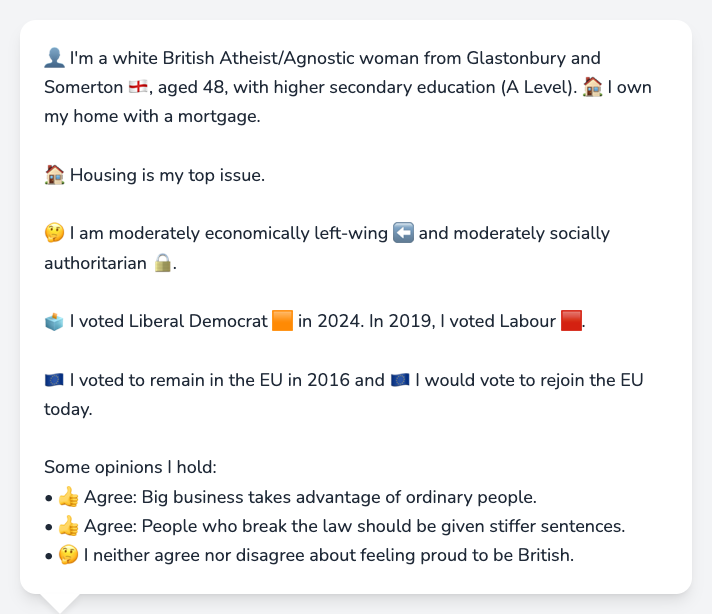 👤 I'm a white British Atheist/Agnostic woman from Glastonbury and
Somerton 🏴󠁧󠁢󠁥󠁮󠁧󠁿, aged 48, with higher secondary education (A Level). 🏠 I own
my home with a mortgage.
🏠 Housing is my top issue.
🤔 I am moderately economically left-wing ⬅️ and moderately socially
authoritarian 🔒.
🗳️ I voted Liberal Democrat 🟧 in 2024. In 2019, I voted Labour 🟥.
🇪🇺 I voted to remain in the EU in 2016 and 🇪🇺 I would vote to rejoin the EU
today.
Some opinions I hold:
• 👍 Agree: Big business takes advantage of ordinary people.
• 👍 Agree: People who break the law should be given stiffer sentences.
• 🤔 I neither agree nor disagree about feeling proud to be British.